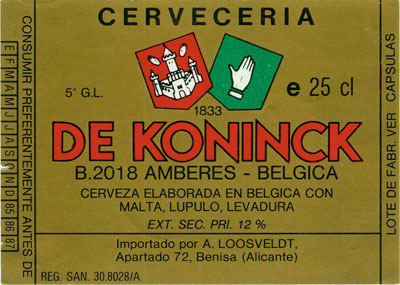 CERVECERIA
5° G.L.
e 25 cl
1833
DE KONINCK
B.2018 AMBERES - BELGICA
CERVEZA ELABORADA EN BELGICA CON
MALTA, LUPULO, LEVADURA
EXT. SEC. PRI. 12 %
Importado por A. LOOSVELDT,
Apartado 72, Benisa (Alicante)
REG. SAN. 30.8028/A
CONSUMIR PREFERENTEMENTE ANTES DE
E F M A M J J A S O N D 85 86 87
LOTE DE FABR. VER CAPSULAS